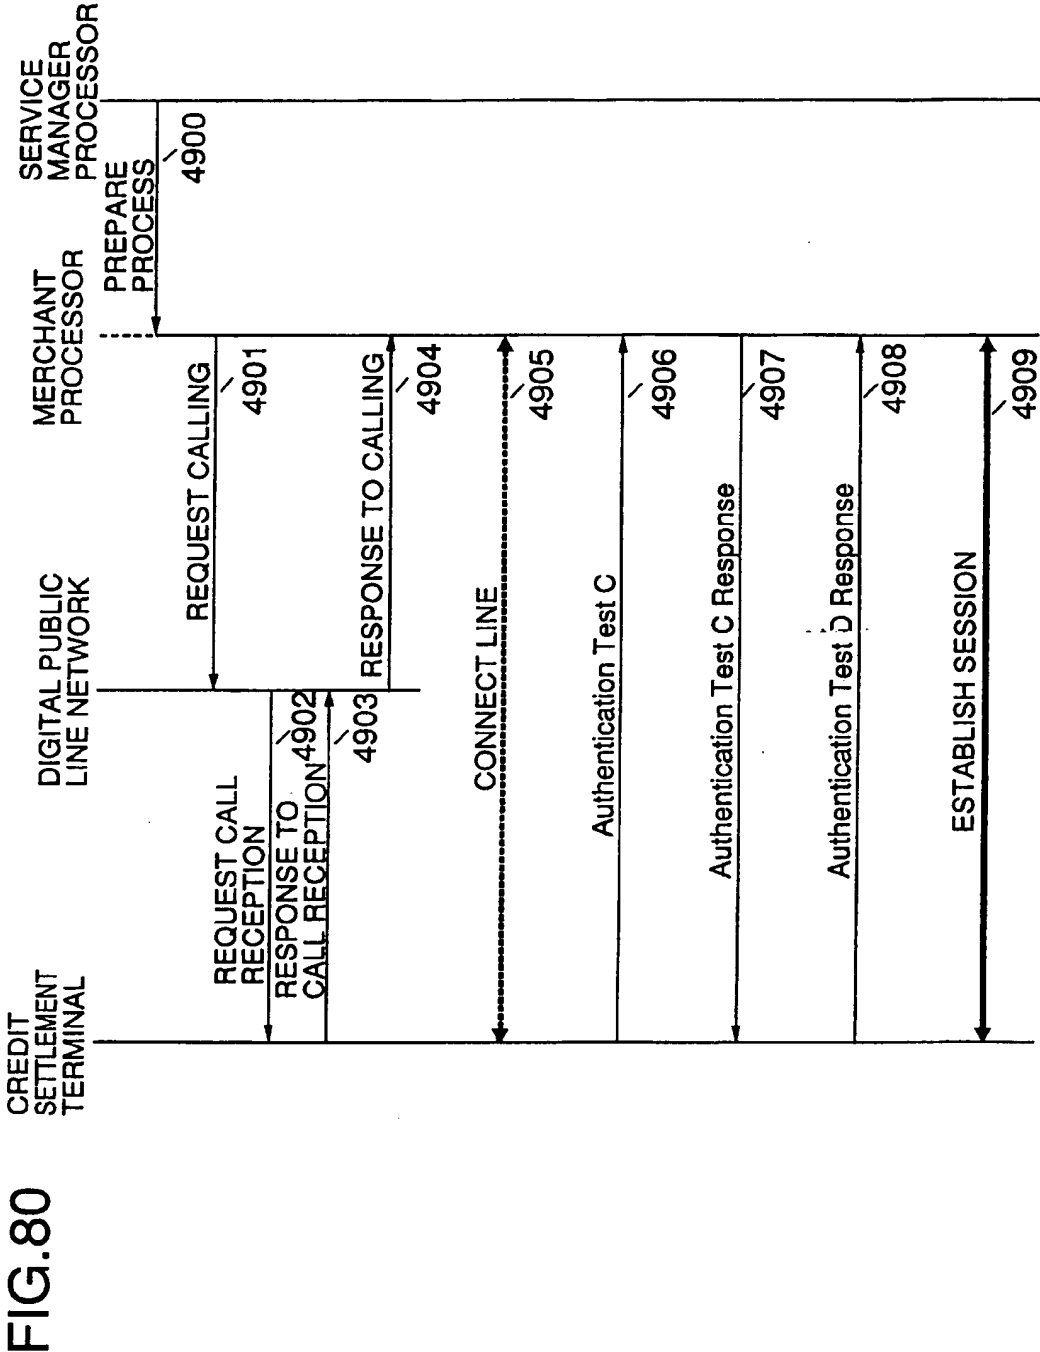 FIG.80
CREDIT
SETTLEMENT
TERMINAL
DIGITAL PUBLIC
LINE NETWORK
MERCHANT
PROCESSOR
SERVICE
MANAGER
PROCESSOR
PREPARE
PROCESS
4900
REQUEST CALLING
4901
REQUEST CALL
RECEPTION
4902
RESPONSE TO
CALL RECEPTION
4903
RESPONSE TO CALLING
4904
CONNECT LINE
4905
Authentication Test C
4906
Authentication Test C Response
4907
Authentication Test D Response
4908
ESTABLISH SESSION
4909